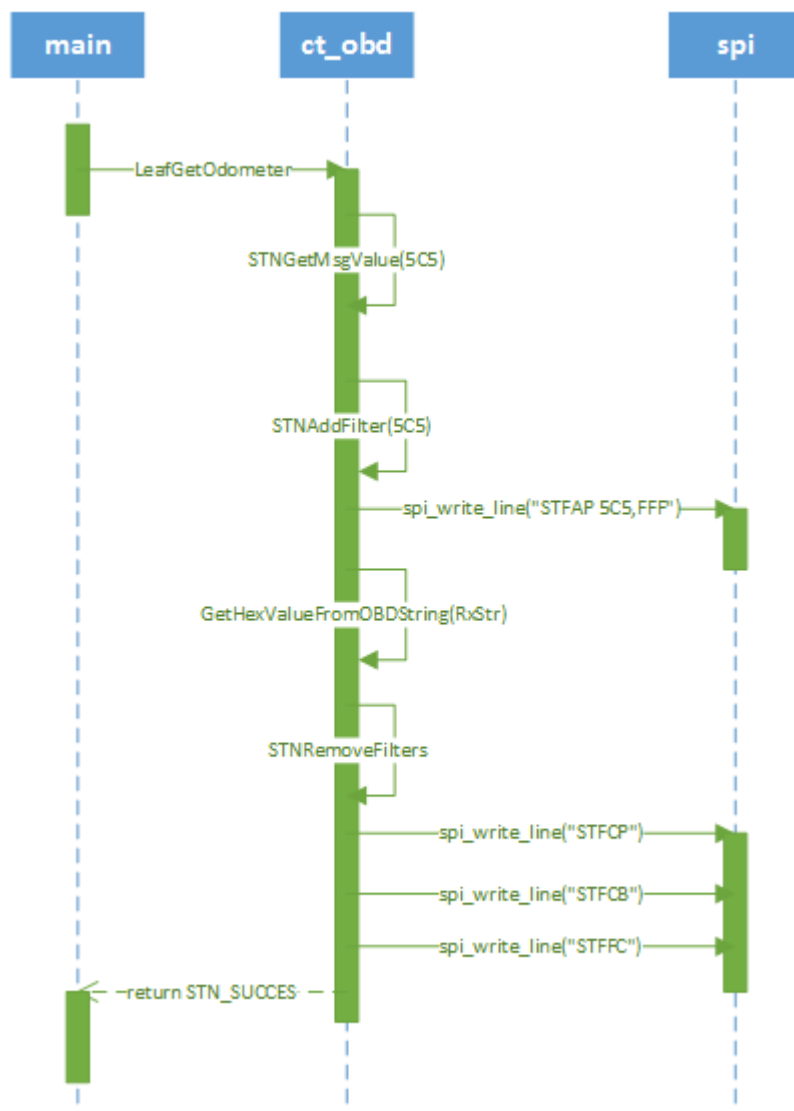 main
ct_obd
spi
LeafGetOdometer
STNGetMsgValue(5C5)
STNAddFilter(5C5)
spi_write_line("STFAP 5C5,FFF")
GetHexValueFromOBDString(RxStr)
STNRemoveFilters
spi_write_line("STFCP")
spi_write_line("STFCB")
spi_write_line("STFFC")
return STN_SUCCES